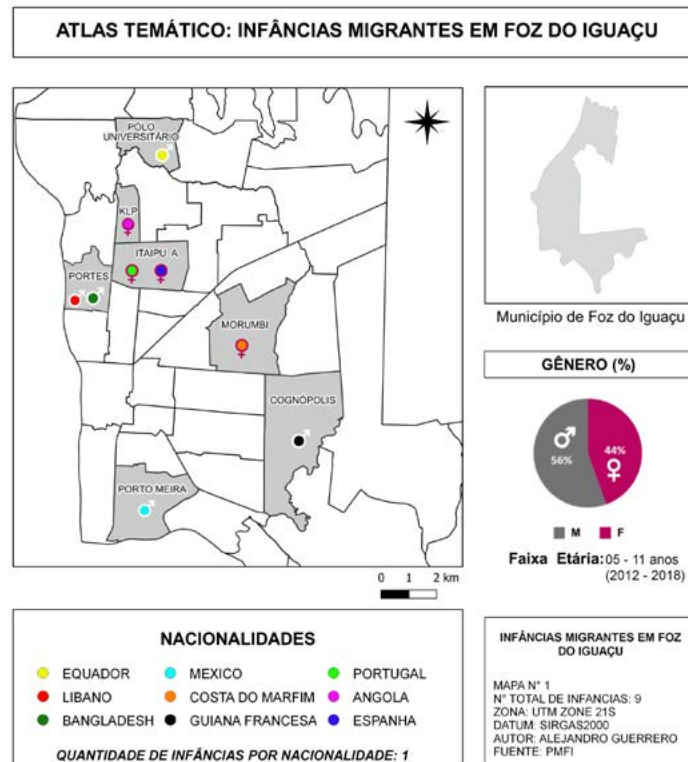 ATLAS TEMÁTICO: INFÂNCIAS MIGRANTES EM FOZ DO IGUAÇU
PÓLO
UNIVERSITÁRIO
KLP
ITAIPU A
PORTES
MORUMBI
COGNÓPOLIS
PORTO MEIRA
0 1 2 km
Município de Foz do Iguaçu
GÊNERO (%)
56%
44%
M F
Faixa Etária: 05 - 11 anos
(2012 - 2018)
NACIONALIDADES
EQUADOR MEXICO PORTUGAL
LIBANO COSTA DO MARFIM ANGOLA
BANGLADESH GUIANA FRANCESA ESPANHA
QUANTIDADE DE INFÂNCIAS POR NACIONALIDADE: 1
INFÂNCIAS MIGRANTES EM FOZ
DO IGUAÇU
MAPA N° 1
N° TOTAL DE INFANCIAS: 9
ZONA: UTM ZONE 21S
DATUM: SIRGAS2000
AUTOR: ALEJANDRO GUERRERO
FUENTE: PMFI